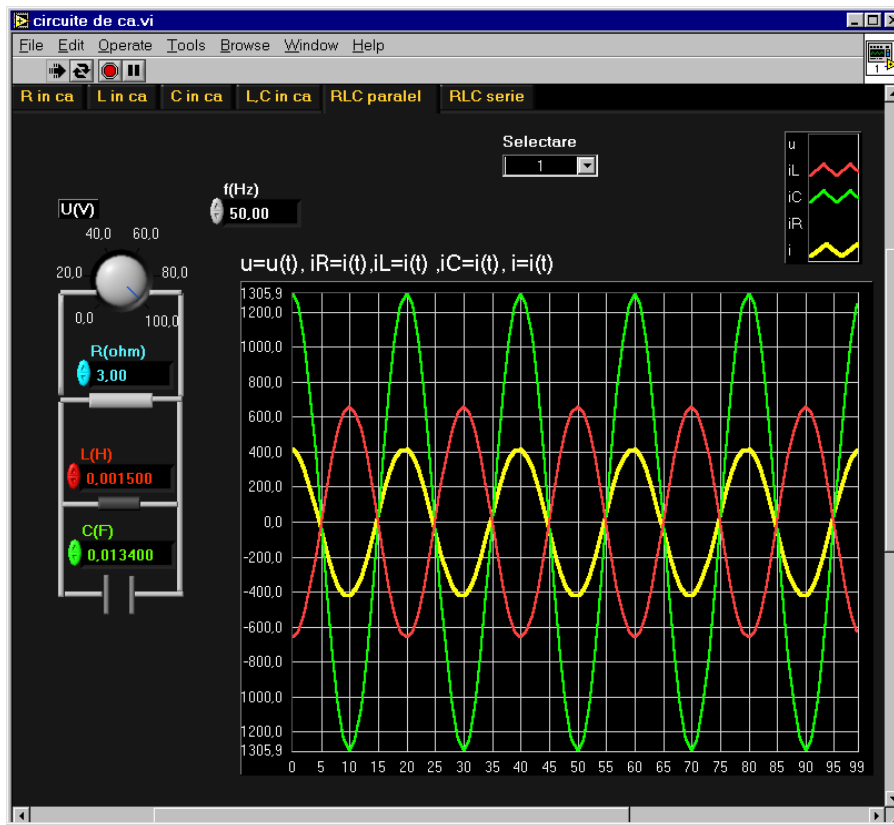 circuite de ca.vi
File Edit Operate Tools Browse Window Help
1
R in ca L in ca C in ca L,C in ca RLC paralel RLC serie
Selectare
1
u
iL
iC
iR
i
f(Hz)
50,00
U(V)
40,0 60,0
20,0 80,0
0,0 100,0
R(ohm)
3,00
L(H)
0,001500
C(F)
0,013400
u=u(t), iR=i(t),iL=i(t) ,iC=i(t), i=i(t)
1305,9
1200,0
1000,0
800,0
600,0
400,0
200,0
0,0
-200,0
-400,0
-600,0
-800,0
1000,0
1200,0
1305,9
0 5 10 15 20 25 30 35 40 45 50 55 60 65 70 75 80 85 90 95 99